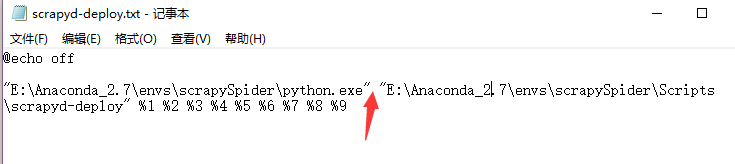 scrapyd-deploy.txt - 记事本
文件(F) 编辑(E) 格式(O) 查看(V) 帮助(H)
@echo off
"E:\Anaconda_2.7\envs\scrapySpider\python.exe" "E:\Anaconda_2.7\envs\scrapySpider\Scripts
\scrapyd-deploy" %1 %2 %3 %4 %5 %6 %7 %8 %9